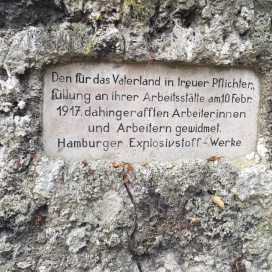 Den für das Vaterland in treuer Pflichter„
füllung an ihrer Arbeitsstätte am 10 Febr.
1917. dahingerafften Arbeiterinnen
und Arbeitern gewidmet.
Hamburger Explosivstoff-Werke